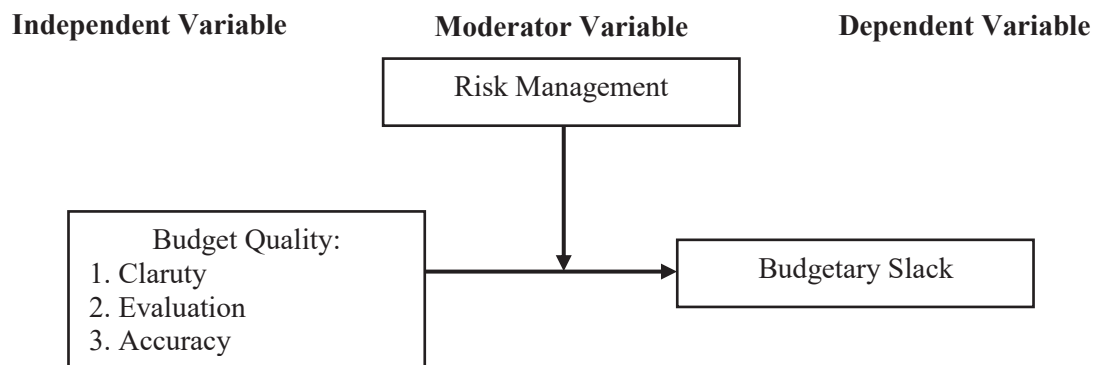 Independent Variable Moderator Variable Dependent Variable
Risk Management
Budget Quality:
1. Claruty
2. Evaluation
3. Accuracy
Budgetary Slack